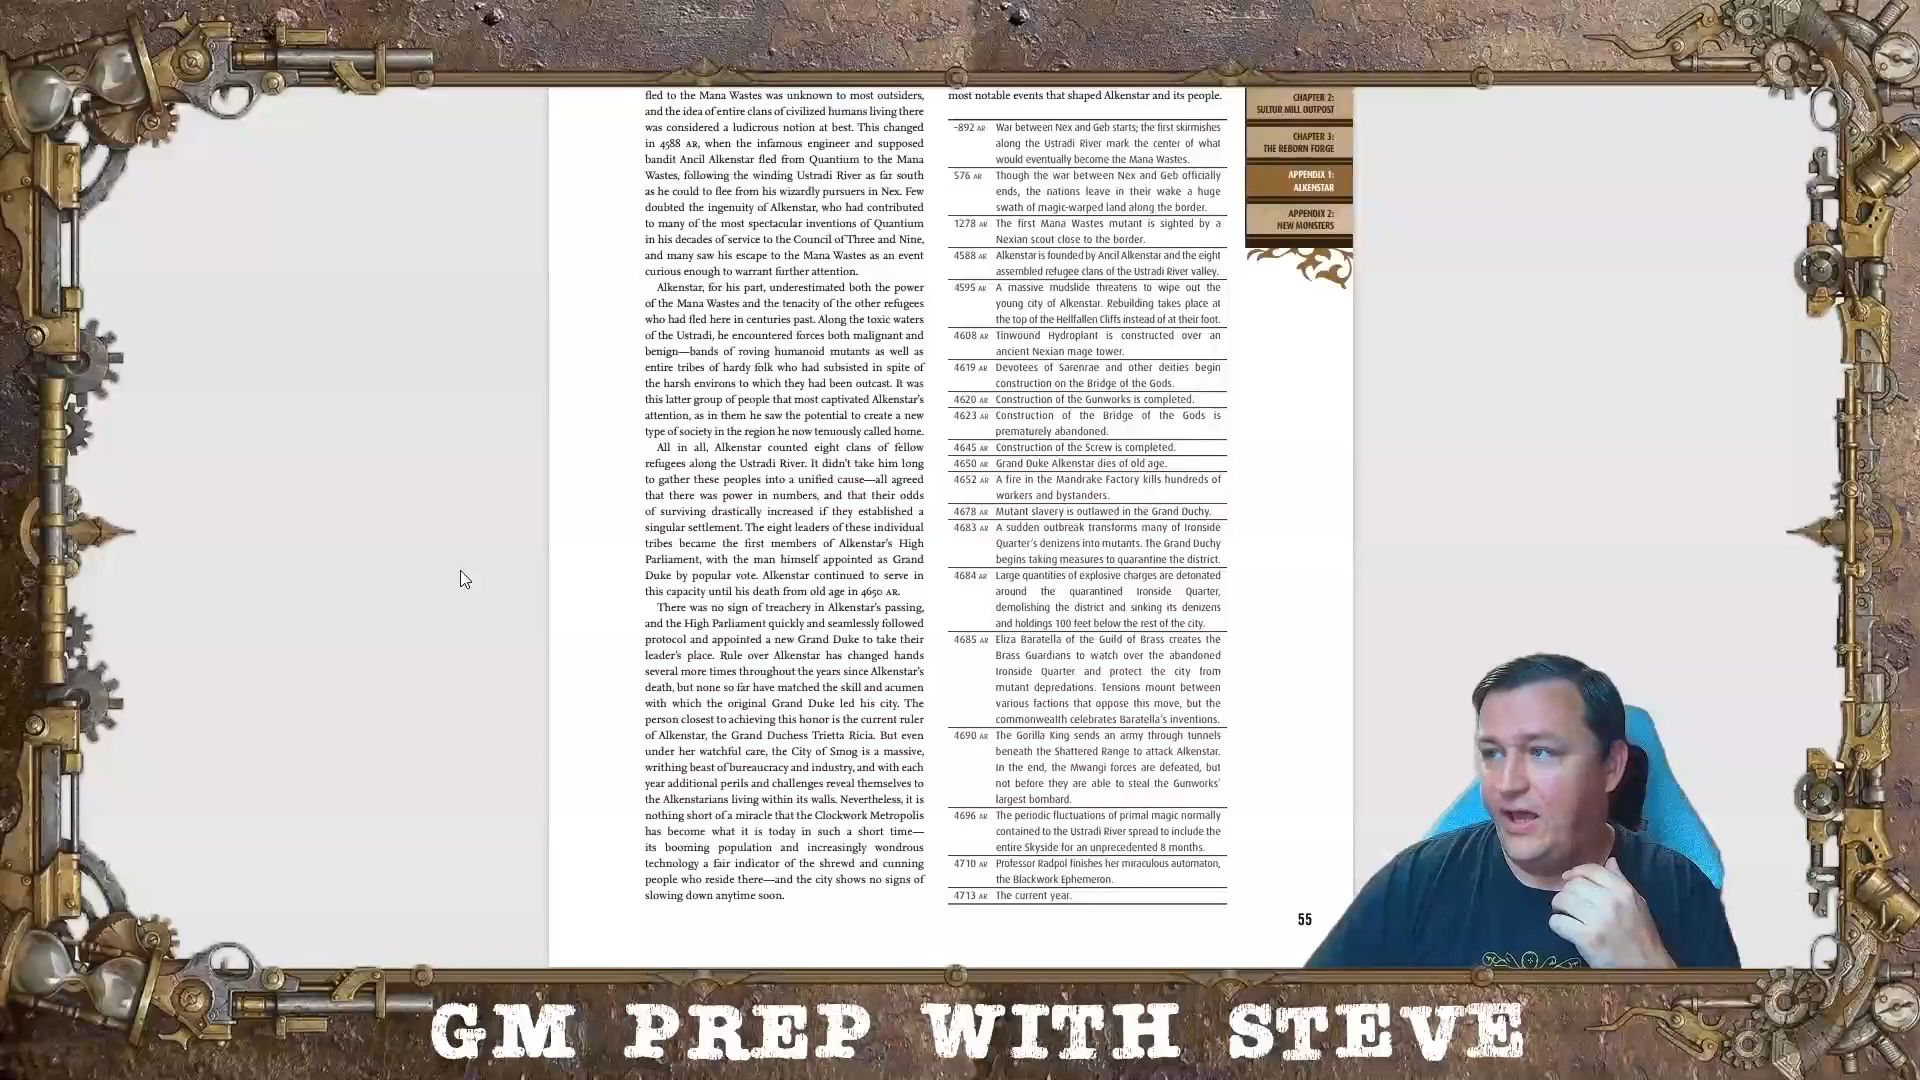 fled to the Mana Wastes was unknown to most outsiders,
and the idea of entire clans of civilized humans living there
was considered a ludicrous notion at best. This changed
in 4588 AR, when the infamous engineer and supposed
bandit Ancil Alkenstar fled from Quantium to the Mana
Wastes, following the winding Ustradi River as far south
as he could to flee from his wizardly pursuers in Nex. Few
doubted the ingenuity of Alkenstar, who had contributed
to many of the most spectacular inventions of Quantium
in his decades of service to the Council of Three and Nine,
and many saw his escape to the Mana Wastes as an event
curious enough to warrant further attention.
Alkenstar, for his part, underestimated both the power
of the Mana Wastes and the tenacity of the other refugees
who had fled here in centuries past. Along the toxic waters
of the Ustradi, he encountered forces both malignant and
benign—bands of roving humanoid mutants as well as
entire tribes of hardy folk who had subsisted in spite of
the harsh environs to which they had been outcast. It was
this latter group of people that most captivated Alkenstar's
attention, as in them he saw the potential to create a new
type of society in the region he now tenuously called home.
All in all, Alkenstar counted eight clans of fellow
refugees along the Ustradi River. It didn't take him long
to gather these peoples into a unified cause—all agreed
that there was power in numbers, and that their odds
of surviving drastically increased if they established a
singular settlement. The eight leaders of these individual
tribes became the first members of Alkenstar's High
Parliament, with the man himself appointed as Grand
Duke by popular vote. Alkenstar continued to serve in
this capacity until his death from old age in 4650 AR.
There was no sign of treachery in Alkenstar's passing,
and the High Parliament quickly and seamlessly followed
protocol and appointed a new Grand Duke to take their
leader's place. Rule over Alkenstar has changed hands
several more times throughout the years since Alkenstar's
death, but none so far have matched the skill and acumen
with which the original Grand Duke led his city. The
person closest to achieving this honor is the current ruler
of Alkenstar, the Grand Duchess Trietta Ricia. But even
under her watchful care, the City of Smog is a massive,
writhing beast of bureaucracy and industry, and with each
year additional perils and challenges reveal themselves to
the Alkenstarians living within its walls. Nevertheless, it is
nothing short of a miracle that the Clockwork Metropolis
has become what it is today in such a short time—
its booming population and increasingly wondrous
technology a fair indicator of the shrewd and cunning
people who reside there—and the city shows no signs of
slowing down anytime soon.
most notable events that shaped Alkenstar and its people.
–892 AR War between Nex and Geb starts; the first skirmishes
along the Ustradi River mark the center of what
would eventually become the Mana Wastes.
576 AR Though the war between Nex and Geb officially
ends, the nations leave in their wake a huge
swath of magic-warped land along the border.
1278 AR The first Mana Wastes mutant is sighted by a
Nexian scout close to the border.
4588 AR Alkenstar is founded by Ancil Alkenstar and the eight
assembled refugee clans of the Ustradi River valley.
4595 AR A massive mudslide threatens to wipe out the
young city of Alkenstar. Rebuilding takes place at
the top of the Hellfallen Cliffs instead of at their foot.
4608 AR Tinwound Hydroplant is constructed over an
ancient Nexian mage tower.
4619 AR Devotees of Sarenrae and other deities begin
construction on the Bridge of the Gods.
4620 AR Construction of the Gunworks is completed.
4623 AR Construction of the Bridge of the Gods is
prematurely abandoned.
4645 AR Construction of the Screw is completed.
4650 AR Grand Duke Alkenstar dies of old age.
4652 AR A fire in the Mandrake Factory kills hundreds of
workers and bystanders.
4678 AR Mutant slavery is outlawed in the Grand Duchy.
4683 AR A sudden outbreak transforms many of Ironside
Quarter's denizens into mutants. The Grand Duchy
begins taking measures to quarantine the district.
4684 AR Large quantities of explosive charges are detonated
around the quarantined Ironside Quarter,
demolishing the district and sinking its denizens
and holdings 100 feet below the rest of the city.
4685 AR Eliza Baratella of the Guild of Brass creates the
Brass Guardians to watch over the abandoned
Ironside Quarter and protect the city from
mutant depredations. Tensions mount between
various factions that oppose this move, but the
commonwealth celebrates Baratella's inventions.
4690 AR The Gorilla King sends an army through tunnels
beneath the Shattered Range to attack Alkenstar.
In the end, the Mwangi forces are defeated, but
not before they are able to steal the Gunworks'
largest bombard.
4696 AR The periodic fluctuations of primal magic normally
contained to the Ustradi River spread to include the
entire Skyside for an unprecedented 8 months.
4710 AR Professor Radpol finishes her miraculous automaton,
the Blackwork Ephemeron.
4713 AR The current year.
CHAPTER 2:
SULTUR MILL OUTPOST
CHAPTER 3:
THE REBORN FORGE
APPENDIX 1:
ALKENSTAR
APPENDIX 2:
NEW MONSTERS
55
GM PREP WITH STEVE